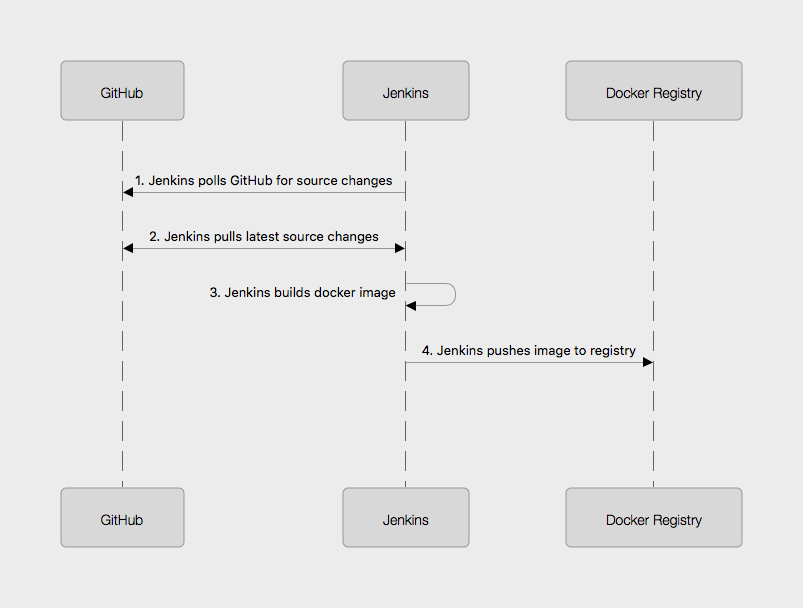 GitHub
Jenkins
Docker Registry
1. Jenkins polls GitHub for source changes
2. Jenkins pulls latest source changes
3. Jenkins builds docker image
4. Jenkins pushes image to registry
GitHub
Jenkins
Docker Registry